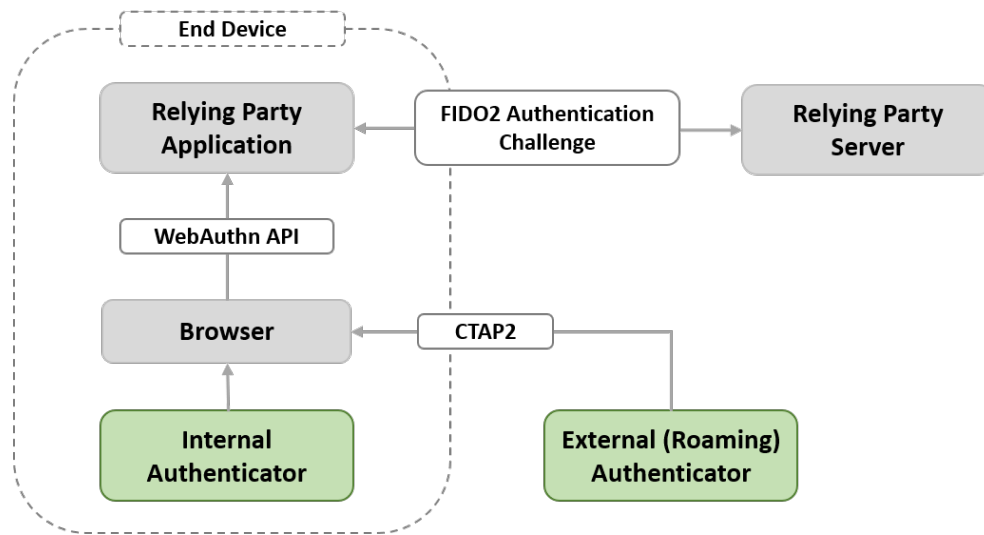 End Device
Relying Party
Application
FIDO2 Authentication
Challenge
Relying Party
Server
WebAuthn API
Browser
CTAP2
Internal
Authenticator
External (Roaming)
Authenticator